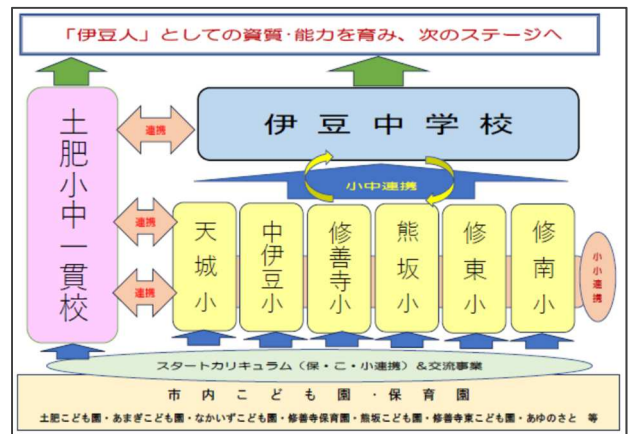 「伊豆人」としての資質・能力を育み、次のステージへ
土肥小中一貫校
連携
伊豆中学校
小中連携
連携
連携
天城小
中伊豆小
修善寺小
熊坂小
修東小
修南小
小小連携
スタートカリキュラム（保・こ・小連携）＆交流事業
市内こども園・保育園
土肥こども園・あまぎこども園・なかいずこども園・修善寺保育園・熊坂こども園・修善寺東こども園・あゆのさと　等